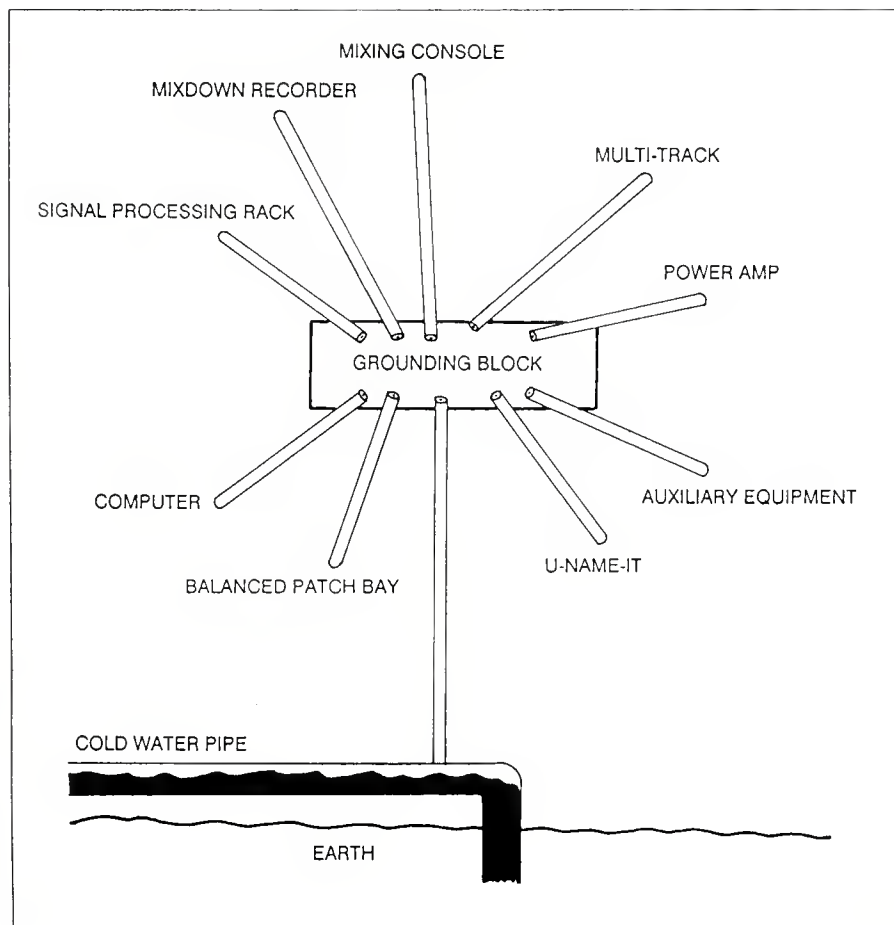 MIXING CONSOLE
MIXDOWN RECORDER
MULTI-TRACK
SIGNAL PROCESSING RACK
POWER AMP
GROUNDING BLOCK
COMPUTER
AUXILIARY EQUIPMENT
U-NAME-IT
BALANCED PATCH BAY
COLD WATER PIPE
EARTH